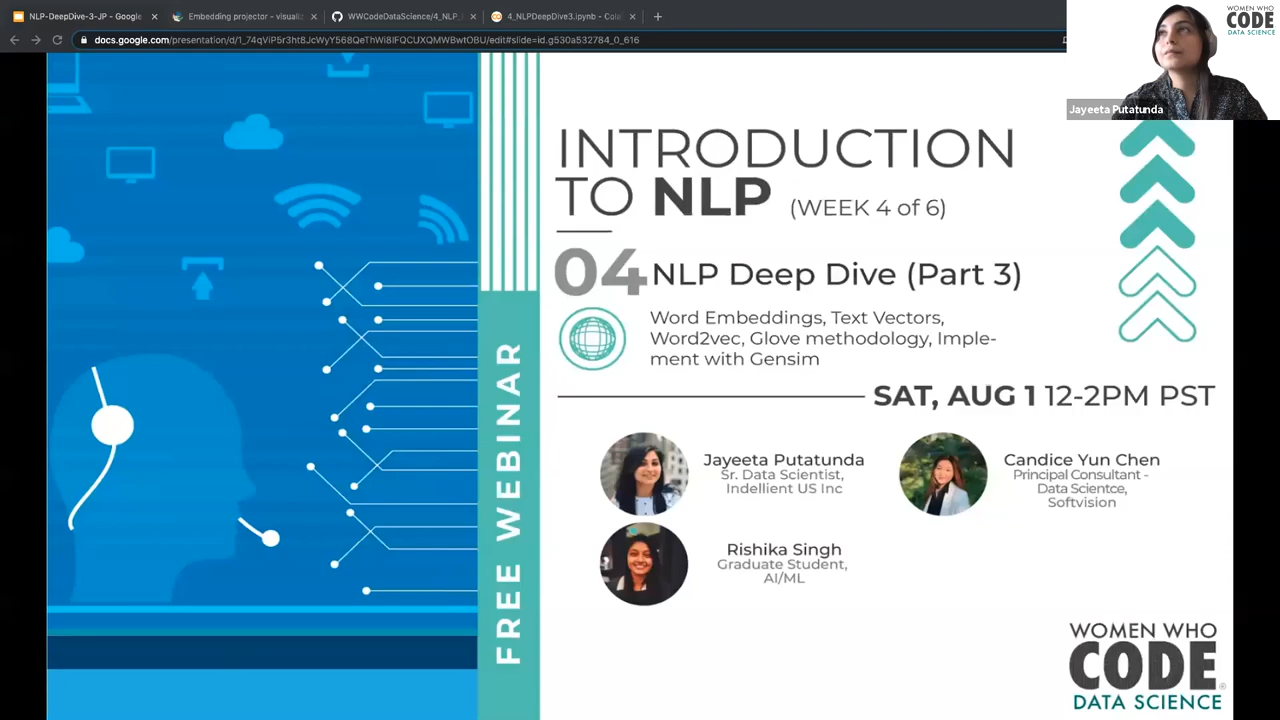 NLP-DeepDive-3-JP - Google
Embedding projector - visualiz
WWCodeDataScience/4_NLP_
4_NLPDeepDive3.ipynb - Cola
docs.google.com/presentation/d/1_74qViP5r3ht8JcWyY568QeThWi8IFQCUXQMWBwtOBU/edit#slide=id.g530a532784_0_616
WOMEN WHO
CODE
DATA SCIENCE
Jayeeta Putatunda
INTRODUCTION
TO NLP (WEEK 4 of 6)
04 NLP Deep Dive (Part 3)
Word Embeddings, Text Vectors,
Word2vec, Glove methodology, Imple-
ment with Gensim
SAT, AUG 1 12-2PM PST
FREE WEBINAR
Jayeeta Putatunda
Sr. Data Scientist,
Indellient US Inc
Candice Yun Chen
Principal Consultant -
Data Scientce,
Softvision
Rishika Singh
Graduate Student,
AI/ML
WOMEN WHO
CODE
DATA SCIENCE